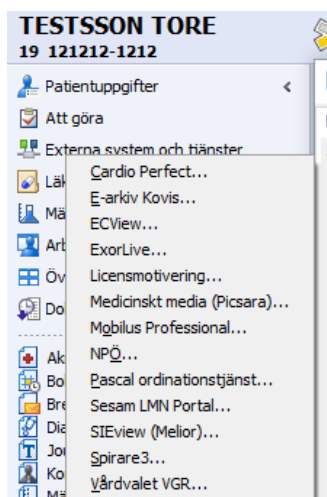 TESTSSON TORE
19 121212-1212
Patientuppgifter
Att göra
Externa system och tjänster
Cardio Perfect...
E-arkiv Kovis...
ECView...
ExorLive...
Licensmotivering...
Medicinskt media (Picsara)...
Mobilus Professional...
NPÖ...
Pascal ordinationstjänst...
Sesam LMN Portal...
SIEview (Melior)...
Spirare3...
Vårdvalet VGR...